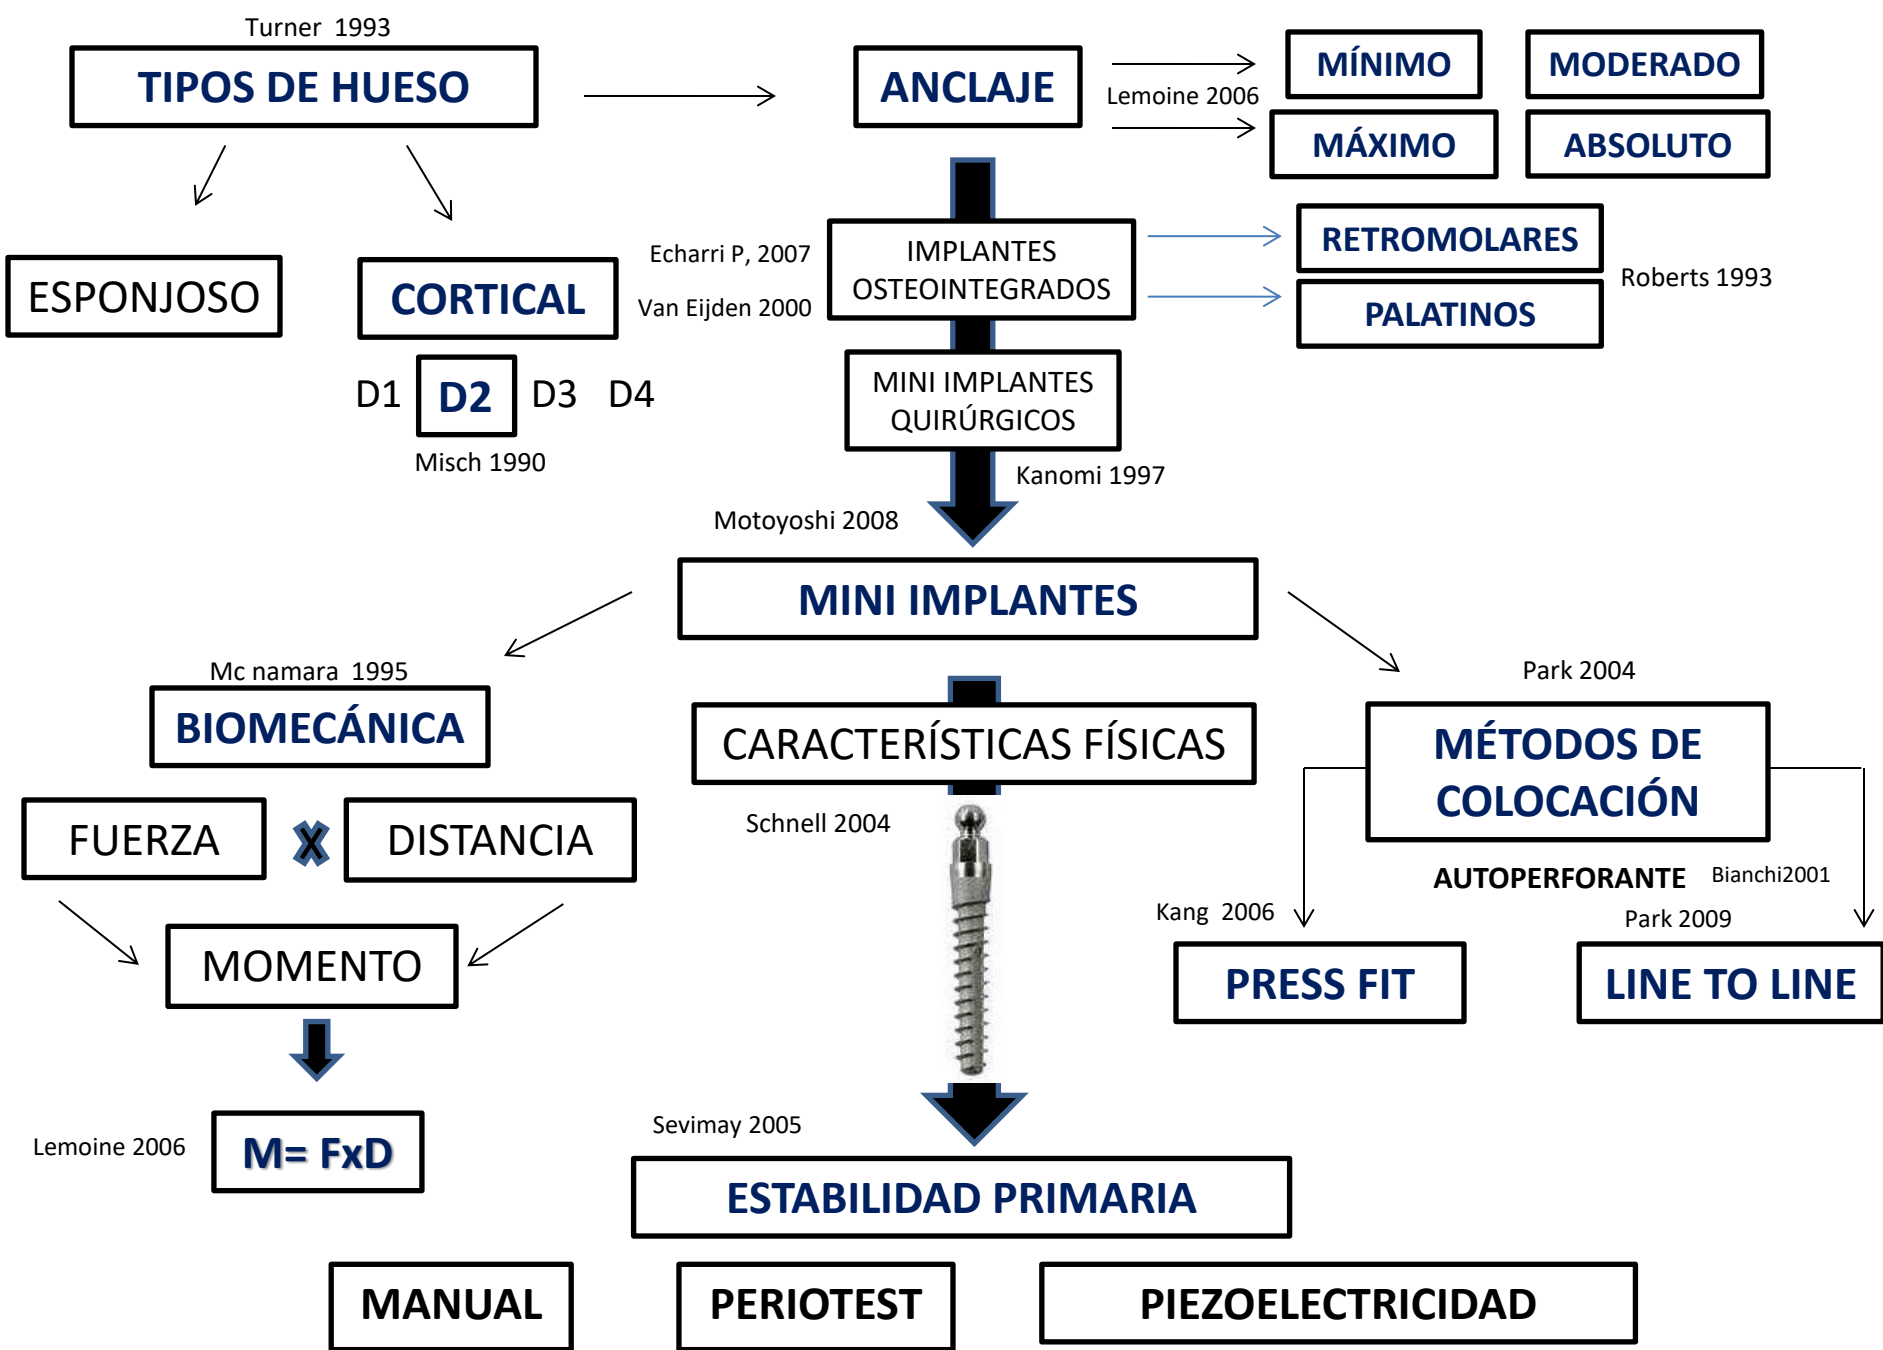 Turner  1993
TIPOS DE HUESO
ANCLAJE
Lemoine 2006
MÍNIMO
MODERADO
MÁXIMO
ABSOLUTO
ESPONJOSO
CORTICAL
D1 D2 D3 D4
Misch 1990
Echarri P, 2007
Van Eijden 2000
IMPLANTES
OSTEOINTEGRADOS
RETROMOLARES
PALATINOS
Roberts 1993
MINI IMPLANTES
QUIRÚRGICOS
Kanomi 1997
Motoyoshi 2008
MINI IMPLANTES
Mc namara  1995
BIOMECÁNICA
FUERZA
X
DISTANCIA
MOMENTO
Lemoine 2006
M= FxD
CARACTERÍSTICAS FÍSICAS
Schnell 2004
Park 2004
MÉTODOS DE
COLOCACIÓN
AUTOPERFORANTE
Bianchi2001
Kang  2006
Park 2009
PRESS FIT
LINE TO LINE
Sevimay 2005
ESTABILIDAD PRIMARIA
MANUAL
PERIOTEST
PIEZOELECTRICIDAD